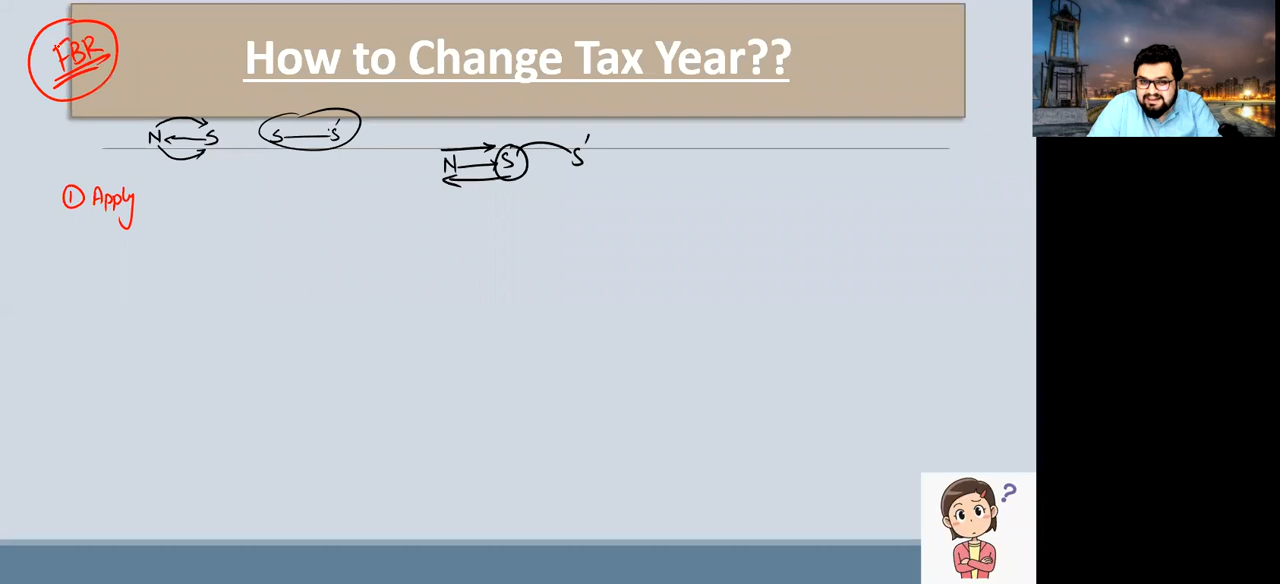 FBR
How to Change Tax Year??
N S S S'
N S' S'
① Apply
?